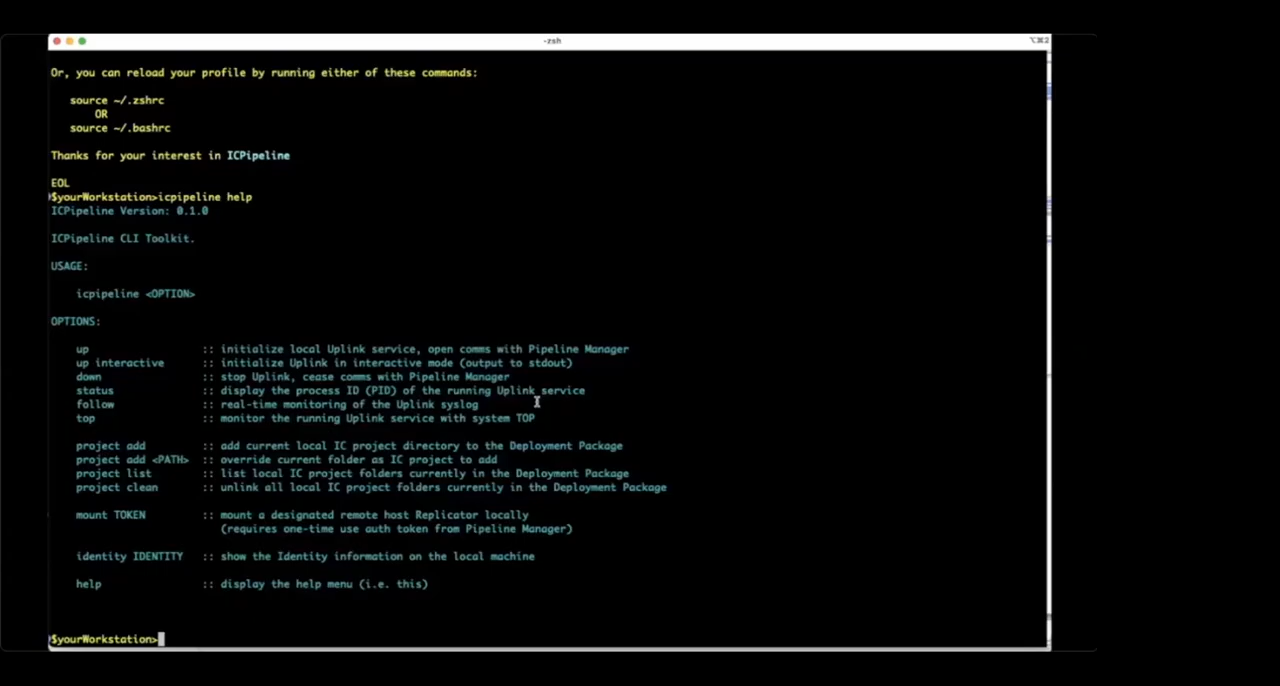 -zsh
⌥⌘2
Or, you can reload your profile by running either of these commands:
source ~/.zshrc
OR
source ~/.bashrc
Thanks for your interest in ICPipeline
EOL
$yourWorkstation>icpipeline help
ICPipeline Version: 0.1.0
ICPipeline CLI Toolkit.
USAGE:
icpipeline <OPTION>
OPTIONS:
up :: initialize local Uplink service, open comms with Pipeline Manager
up interactive :: initialize Uplink in interactive mode (output to stdout)
down :: stop Uplink, cease comms with Pipeline Manager
status :: display the process ID (PID) of the running Uplink service
follow :: real-time monitoring of the Uplink syslog
top :: monitor the running Uplink service with system TOP
project add :: add current local IC project directory to the Deployment Package
project add <PATH> :: override current folder as IC project to add
project list :: list local IC project folders currently in the Deployment Package
project clean :: unlink all local IC project folders currently in the Deployment Package
mount TOKEN :: mount a designated remote host Replicator locally
(requires one-time use auth token from Pipeline Manager)
identity IDENTITY :: show the Identity information on the local machine
help :: display the help menu (i.e. this)
$yourWorkstation>